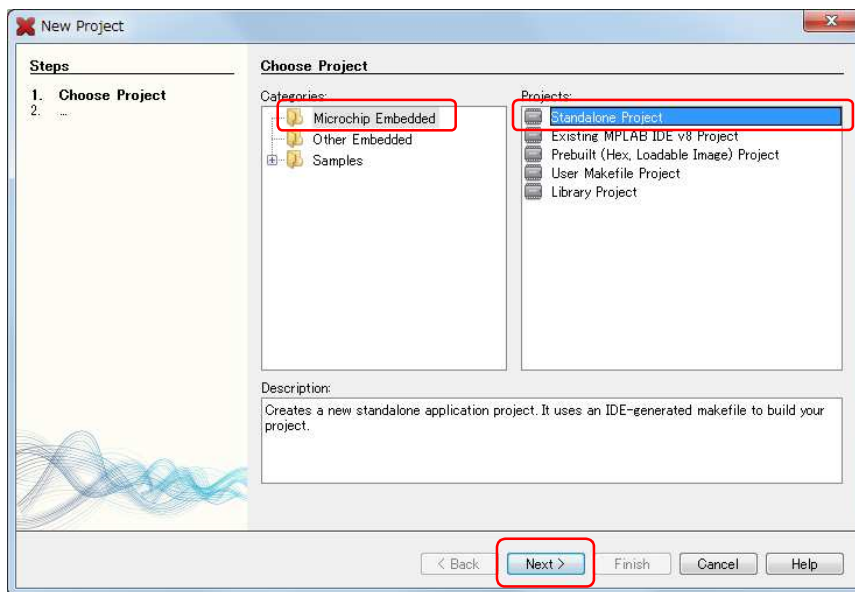 New Project
Steps
1. Choose Project
2. ...
Choose Project
Categories:
Microchip Embedded
Other Embedded
Samples
Projects:
Standalone Project
Existing MPLAB IDE v8 Project
Prebuilt (Hex, Loadable Image) Project
User Makefile Project
Library Project
Description:
Creates a new standalone application project. It uses an IDE-generated makefile to build your
project.
< Back
Next >
Finish
Cancel
Help